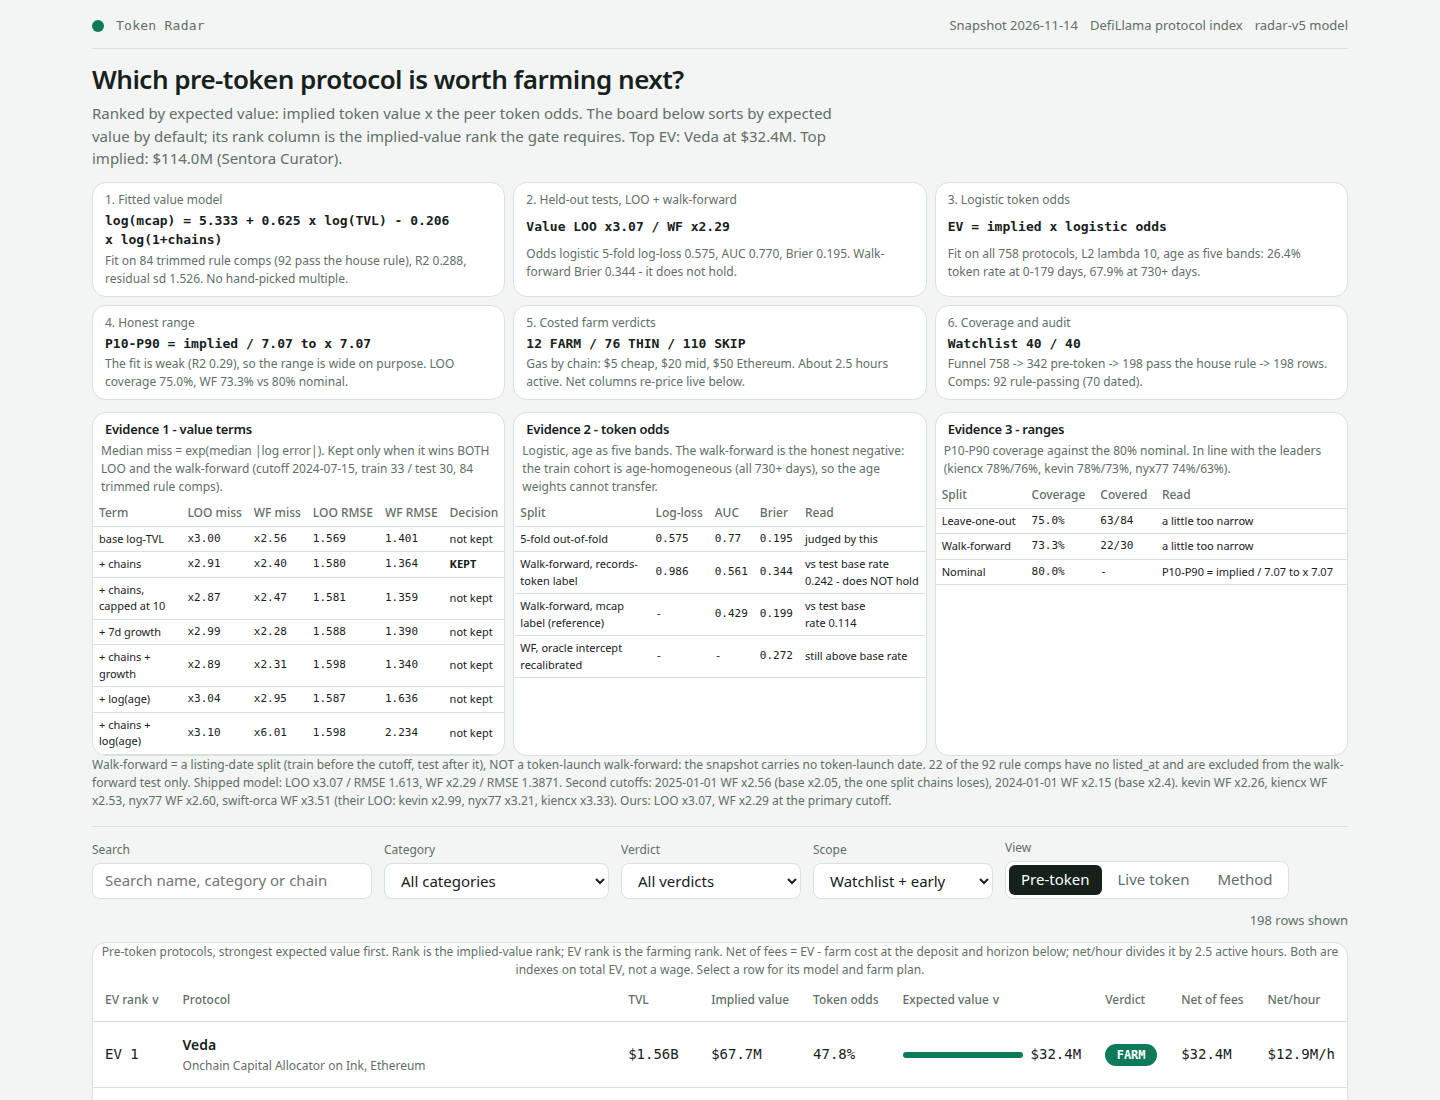 Token Radar
Snapshot 2026-11-14 DefiLlama protocol index radar-v5 model
Which pre-token protocol is worth farming next?
Ranked by expected value: implied token value x the peer token odds. The board below sorts by expected
value by default; its rank column is the implied-value rank the gate requires. Top EV: Veda at $32.4M. Top
implied: $114.0M (Sentora Curator).
1. Fitted value model
log(mcap) = 5.333 + 0.625 x log(TVL) - 0.206
x log(1+chains)
Fit on 84 trimmed rule comps (92 pass the house rule), R2 0.288,
residual sd 1.526. No hand-picked multiple.
2. Held-out tests, LOO + walk-forward
Value LOO x3.07 / WF x2.29
Odds logistic 5-fold log-loss 0.575, AUC 0.770, Brier 0.195. Walk-
forward Brier 0.344 - it does not hold.
3. Logistic token odds
EV = implied x logistic odds
Fit on all 758 protocols, L2 lambda 10, age as five bands: 26.4%
token rate at 0-179 days, 67.9% at 730+ days.
4. Honest range
P10-P90 = implied / 7.07 to x 7.07
The fit is weak (R2 0.29), so the range is wide on purpose. LOO
coverage 75.0%, WF 73.3% vs 80% nominal.
5. Costed farm verdicts
12 FARM / 76 THIN / 110 SKIP
Gas by chain: $5 cheap, $20 mid, $50 Ethereum. About 2.5 hours
active. Net columns re-price live below.
6. Coverage and audit
Watchlist 40 / 40
Funnel 758 -> 342 pre-token -> 198 pass the house rule -> 198 rows.
Comps: 92 rule-passing (70 dated).
Evidence 1 - value terms
Median miss = exp(median |log error|). Kept only when it wins BOTH
LOO and the walk-forward (cutoff 2024-07-15, train 33 / test 30, 84
trimmed rule comps).
Term LOO miss WF miss LOO RMSE WF RMSE Decision
base log-TVL x3.00 x2.56 1.569 1.401 not kept
+ chains x2.91 x2.40 1.580 1.364 KEPT
+ chains,
capped at 10 x2.87 x2.47 1.581 1.359 not kept
+ 7d growth x2.99 x2.28 1.588 1.390 not kept
+ chains +
growth x2.89 x2.31 1.598 1.340 not kept
+ log(age) x3.04 x2.95 1.587 1.636 not kept
+ chains +
log(age) x3.10 x6.01 1.598 2.234 not kept
Evidence 2 - token odds
Logistic, age as five bands. The walk-forward is the honest negative:
the train cohort is age-homogeneous (all 730+ days), so the age
weights cannot transfer.
Split Log-loss AUC Brier Read
5-fold out-of-fold 0.575 0.77 0.195 judged by this
Walk-forward, records-
token label 0.986 0.561 0.344 vs test base rate
0.242 - does NOT hold
Walk-forward, mcap
label (reference) - 0.429 0.199 vs test base
rate 0.114
WF, oracle intercept
recalibrated - - 0.272 still above base rate
Evidence 3 - ranges
P10-P90 coverage against the 80% nominal. In line with the leaders
(kiencx 78%/76%, kevin 78%/73%, nyx77 74%/63%).
Split Coverage Covered Read
Leave-one-out 75.0% 63/84 a little too narrow
Walk-forward 73.3% 22/30 a little too narrow
Nominal 80.0% - P10-P90 = implied / 7.07 to x 7.07
Walk-forward = a listing-date split (train before the cutoff, test after it), NOT a token-launch walk-forward: the snapshot carries no token-launch date. 22 of the 92 rule comps have no listed_at and are excluded from the walk-
forward test only. Shipped model: LOO x3.07 / RMSE 1.613, WF x2.29 / RMSE 1.3871. Second cutoffs: 2025-01-01 WF x2.56 (base x2.05, the one split chains loses), 2024-01-01 WF x2.15 (base x2.4). kevin WF x2.26, kiencx WF
x2.53, nyx77 WF x2.60, swift-orca WF x3.51 (their LOO: kevin x2.99, nyx77 x3.21, kiencx x3.33). Ours: LOO x3.07, WF x2.29 at the primary cutoff.
Search Category Verdict Scope View
Search name, category or chain All categories All verdicts Watchlist + early Pre-token Live token Method
198 rows shown
Pre-token protocols, strongest expected value first. Rank is the implied-value rank; EV rank is the farming rank. Net of fees = EV - farm cost at the deposit and horizon below; net/hour divides it by 2.5 active hours. Both are
indexes on total EV, not a wage. Select a row for its model and farm plan.
EV rank v Protocol TVL Implied value Token odds Expected value v Verdict Net of fees Net/hour
EV 1 Veda $1.56B $67.7M 47.8% $32.4M FARM $32.4M $12.9M/h
Onchain Capital Allocator on Ink, Ethereum